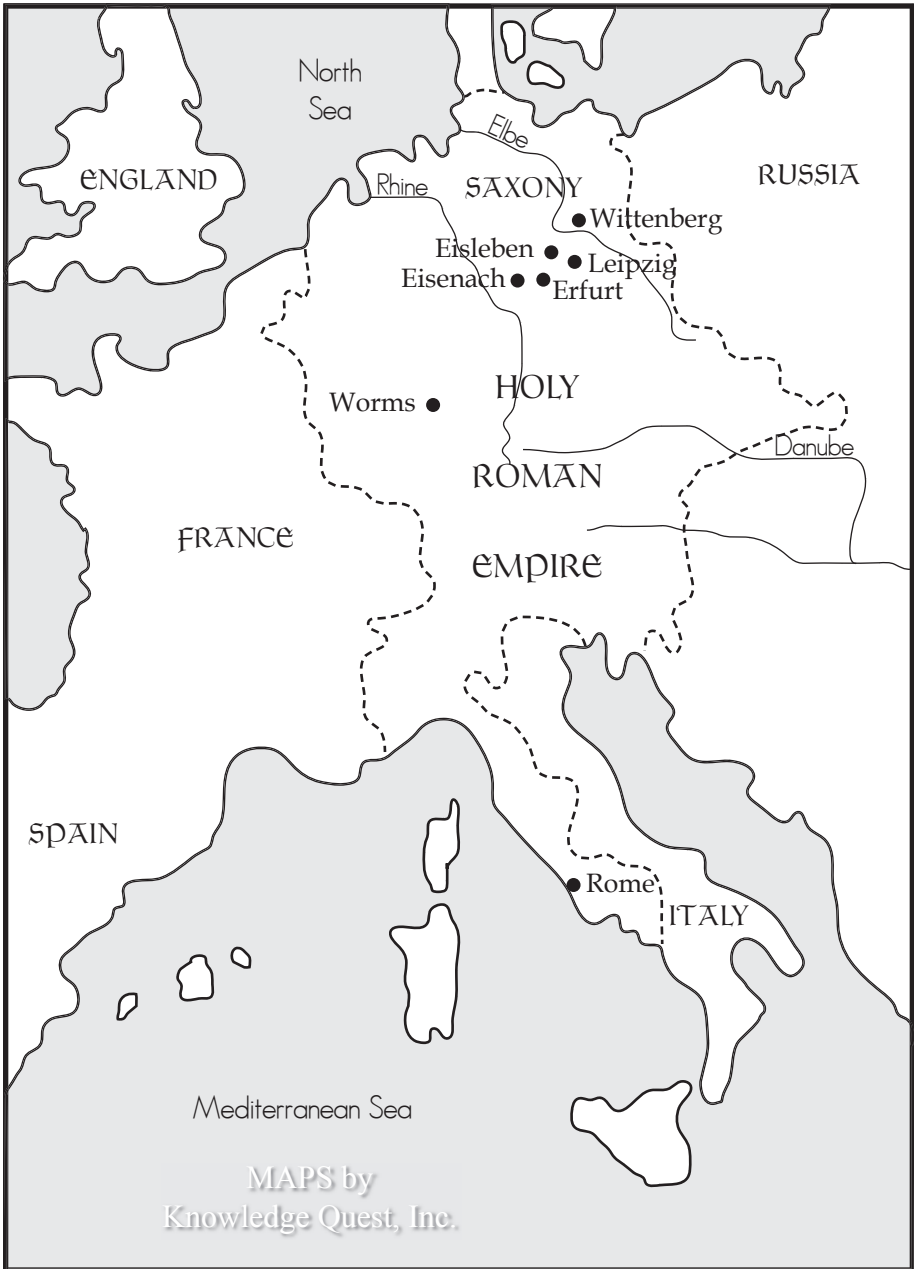 North
Sea
Elbe
ENGLAND
Rhine
SAXONY
RUSSIA
Wittenberg
Eisleben
Leipzig
Eisenach
Erfurt
HOLY
Worms
Danube
ROMAN
FRANCE
EMPIRE
SPAIN
Rome
ITALY
Mediterranean Sea
MAPS by
Knowledge Quest, Inc.